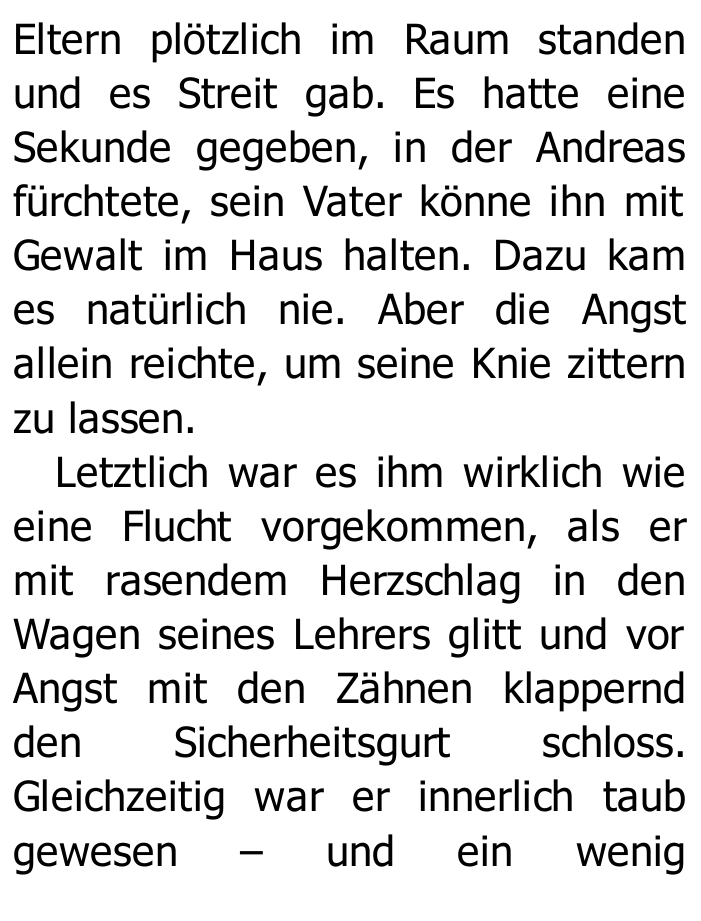 Eltern plötzlich im Raum standen
und es Streit gab. Es hatte eine
Sekunde gegeben, in der Andreas
fürchtete, sein Vater könne ihn mit
Gewalt im Haus halten. Dazu kam
es natürlich nie. Aber die Angst
allein reichte, um seine Knie zittern
zu lassen.
Letztlich war es ihm wirklich wie
eine Flucht vorgekommen, als er
mit rasendem Herzschlag in den
Wagen seines Lehrers glitt und vor
Angst mit den Zähnen klappernd
den Sicherheitsgurt schloss.
Gleichzeitig war er innerlich taub
gewesen – und ein wenig